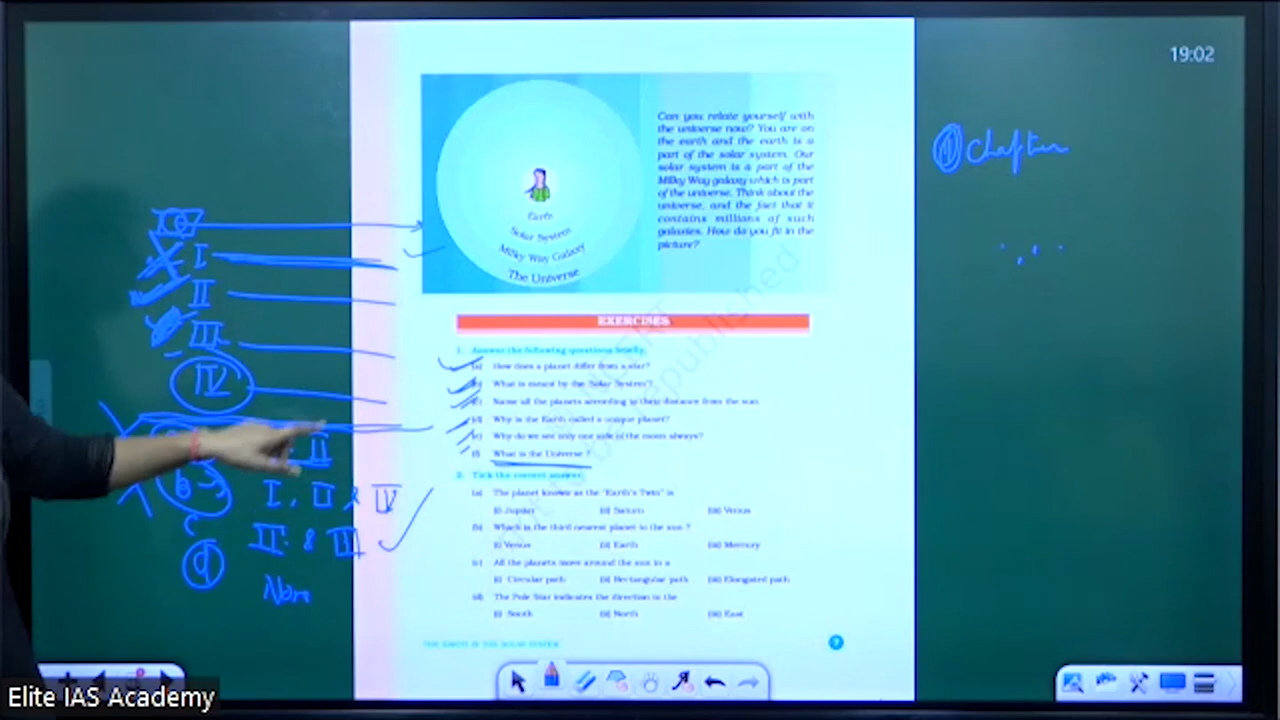 19:02
Can you relate yourself with
the universe now? You are on
the earth and the earth is a
part of the solar system. Our
solar system is a part of the
Milky Way galaxy which is part
of the universe. Think about the
universe, and the fact that it
contains millions of such
galaxies. How do you fit in the
picture?
Earth
Solar System
Milky Way Galaxy
The Universe
① Chapter
I
II
III
IV
II
B
I, II & IV
C
II & III
d
Non
EXERCISES
1. Answer the following questions briefly.
(a) How does a planet differ from a star?
(b) What is meant by the 'Solar System'?
(c) Name all the planets according to their distance from the sun.
(d) Why is the Earth called a unique planet?
(e) Why do we see only one side of the moon always?
(f) What is the Universe ?
2. Tick the correct answer.
(a) The planet known as the "Earth's Twin" is
(i) Jupiter (ii) Saturn (iii) Venus
(b) Which is the third nearest planet to the sun ?
(i) Venus (ii) Earth (iii) Mercury
(c) All the planets move around the sun in a
(i) Circular path (ii) Rectangular path (iii) Elongated path
(d) The Pole Star indicates the direction to the
(i) South (ii) North (iii) East
THE EARTH IN THE SOLAR SYSTEM
7
Elite IAS Academy